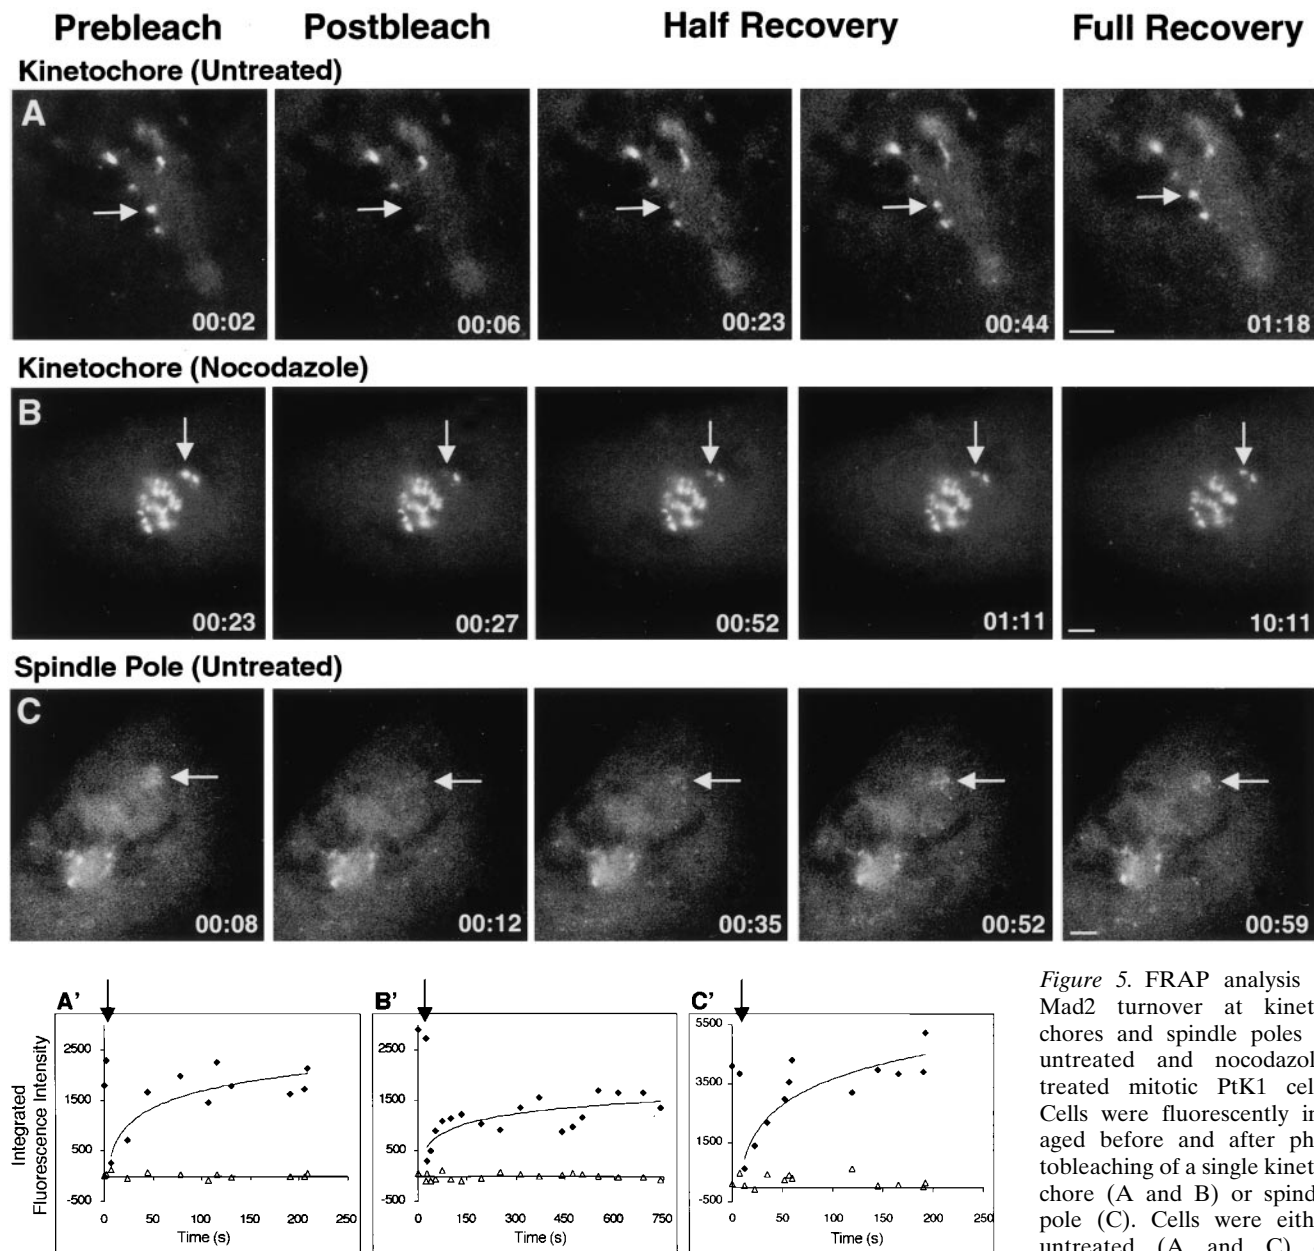 Prebleach Postbleach Half Recovery Full Recovery
Kinetochore (Untreated)
A
00:02 00:06 00:23 00:44 01:18
Kinetochore (Nocodazole)
B
00:23 00:27 00:52 01:11 10:11
Spindle Pole (Untreated)
C
00:08 00:12 00:35 00:52 00:59
A'
Integrated
Fluorescence Intensity
2500
1500
500
-500
0 50 100 150 200 250
Time (s)
B'
2500
1500
500
-500
0 150 300 450 600 750
Time (s)
C'
5500
3500
1500
-500
0 50 100 150 200 250
Time (s)
Figure 5. FRAP analysis
Mad2 turnover at kinet
chores and spindle poles
untreated and nocodazol
treated mitotic PtK1 cel
Cells were fluorescently in
aged before and after ph
tobleaching of a single kinet
chore (A and B) or spind
pole (C). Cells were eith
untreated (A and C)